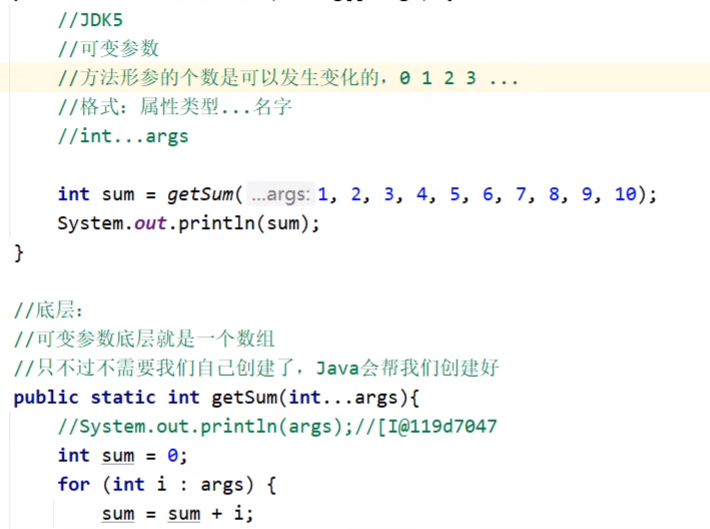 //JDK5
//可变参数
//方法形参的个数是可以发生变化的，0 1 2 3 ...
//格式：属性类型...名字
//int...args
int sum = getSum( ...args: 1, 2, 3, 4, 5, 6, 7, 8, 9, 10);
System.out.println(sum);
}
//底层：
//可变参数底层就是一个数组
//只不过不需要我们自己创建了，Java会帮我们创建好
public static int getSum(int...args){
//System.out.println(args);//[I@119d7047
int sum = 0;
for (int i : args) {
sum = sum + i;